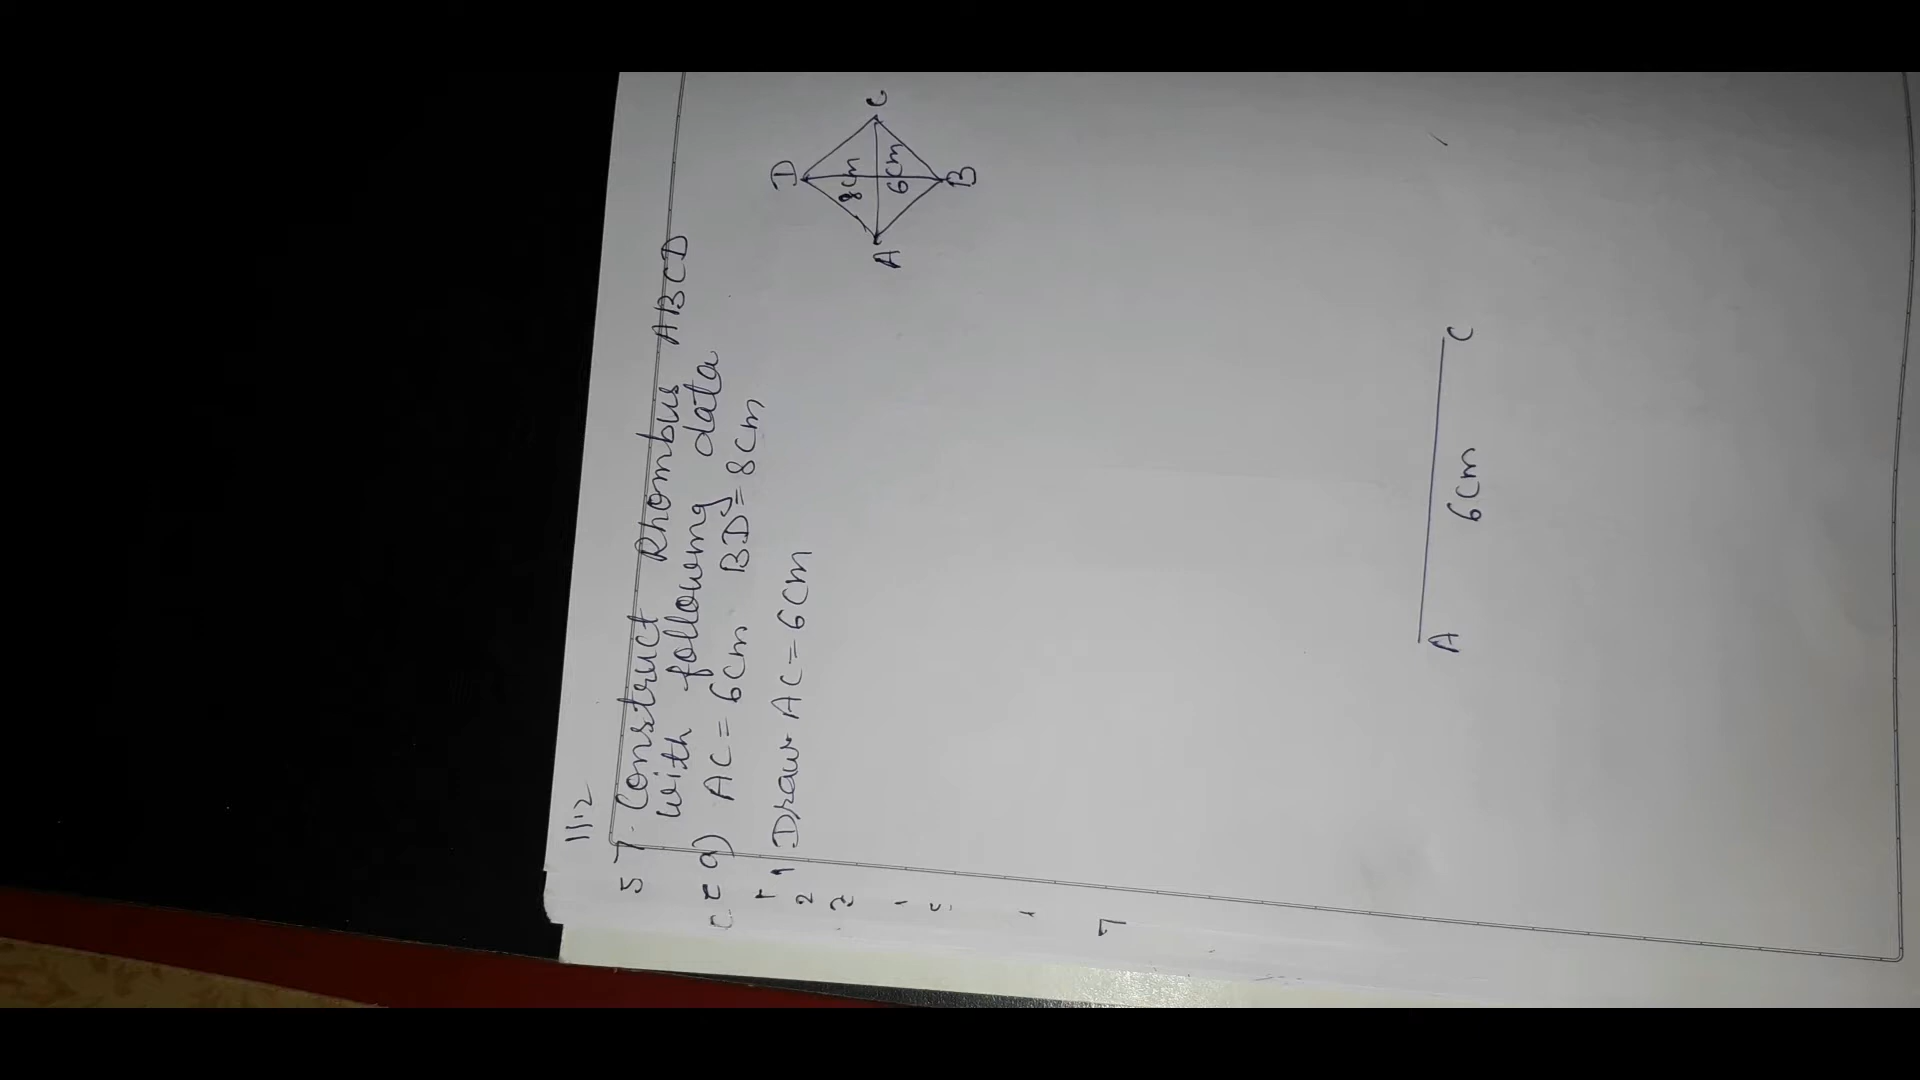 11.2
7. Construct Rhombus ABCD
with following data
a) AC = 6cm BD = 8cm
1 Draw AC = 6cm
D
8cm
6cm
A
C
B
A
6cm
C